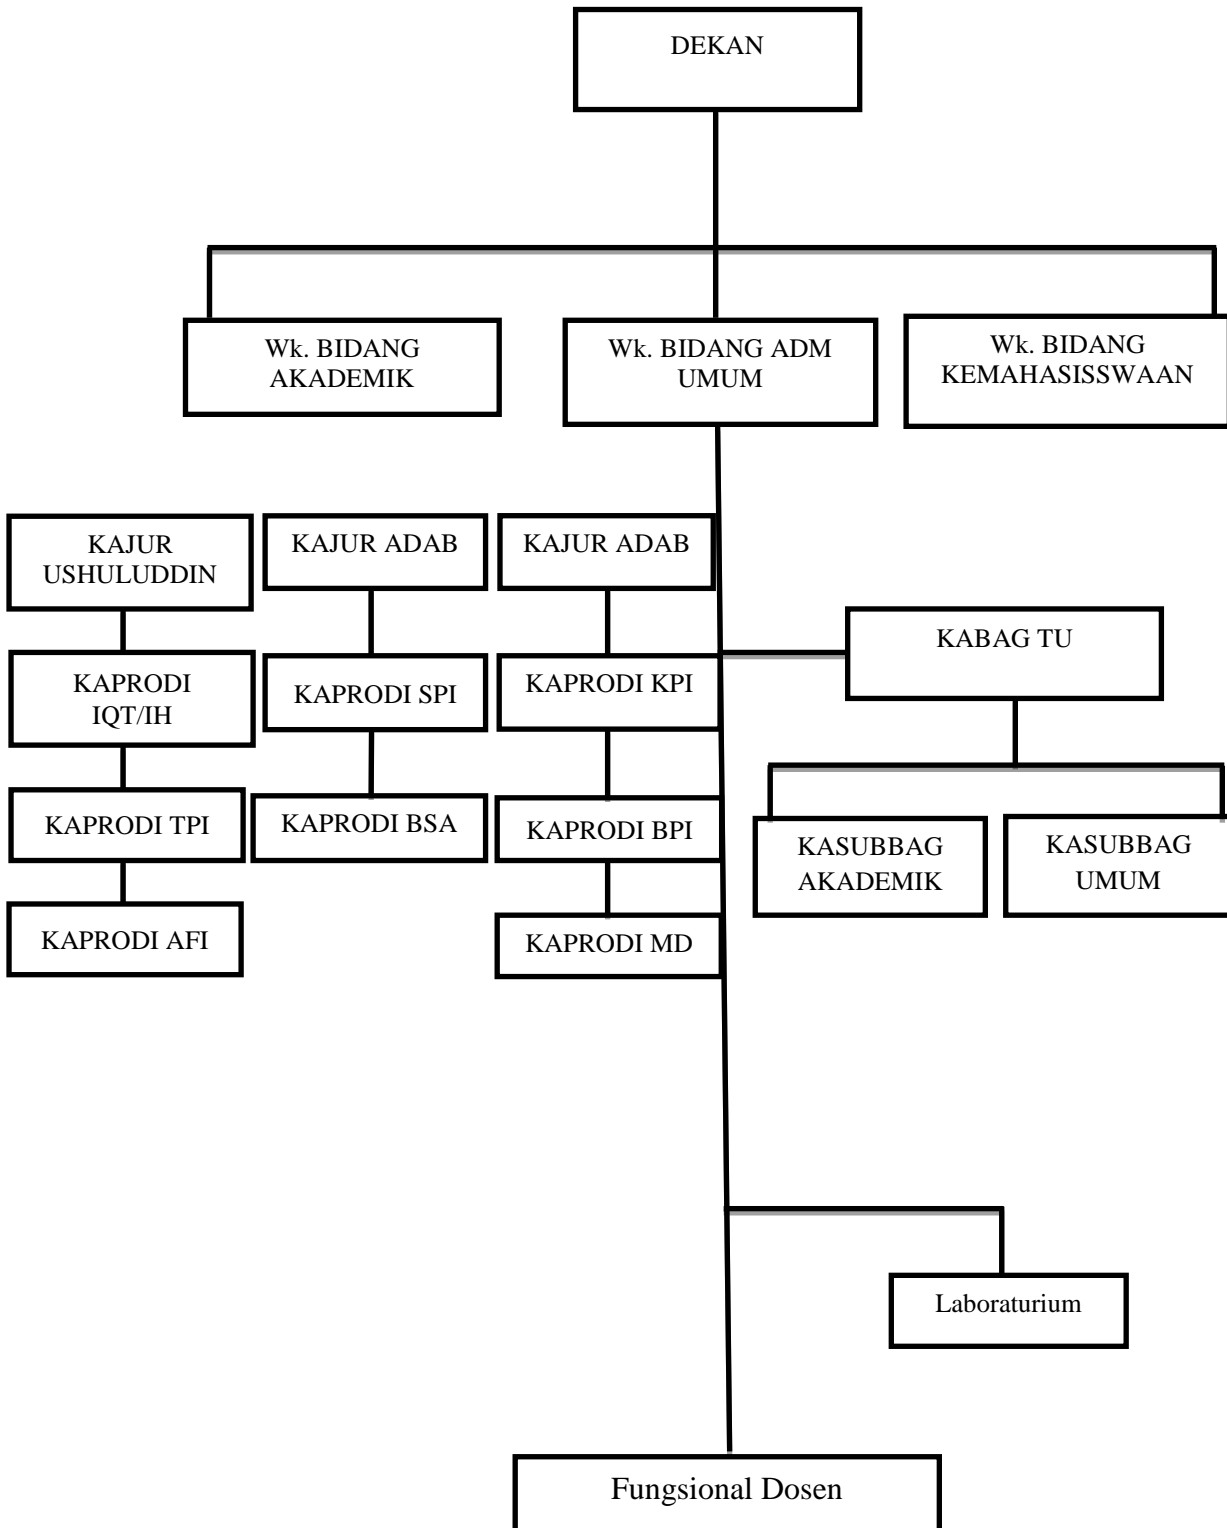 DEKAN
Wk. BIDANG
AKADEMIK
Wk. BIDANG ADM
UMUM
Wk. BIDANG
KEMAHASISSWAAN
KAJUR
USHULUDDIN
KAJUR ADAB
KAJUR ADAB
KABAG TU
KAPRODI
IQT/IH
KAPRODI SPI
KAPRODI KPI
KAPRODI TPI
KAPRODI BSA
KAPRODI BPI
KASUBBAG
AKADEMIK
KASUBBAG
UMUM
KAPRODI AFI
KAPRODI MD
Laboraturium
Fungsional Dosen